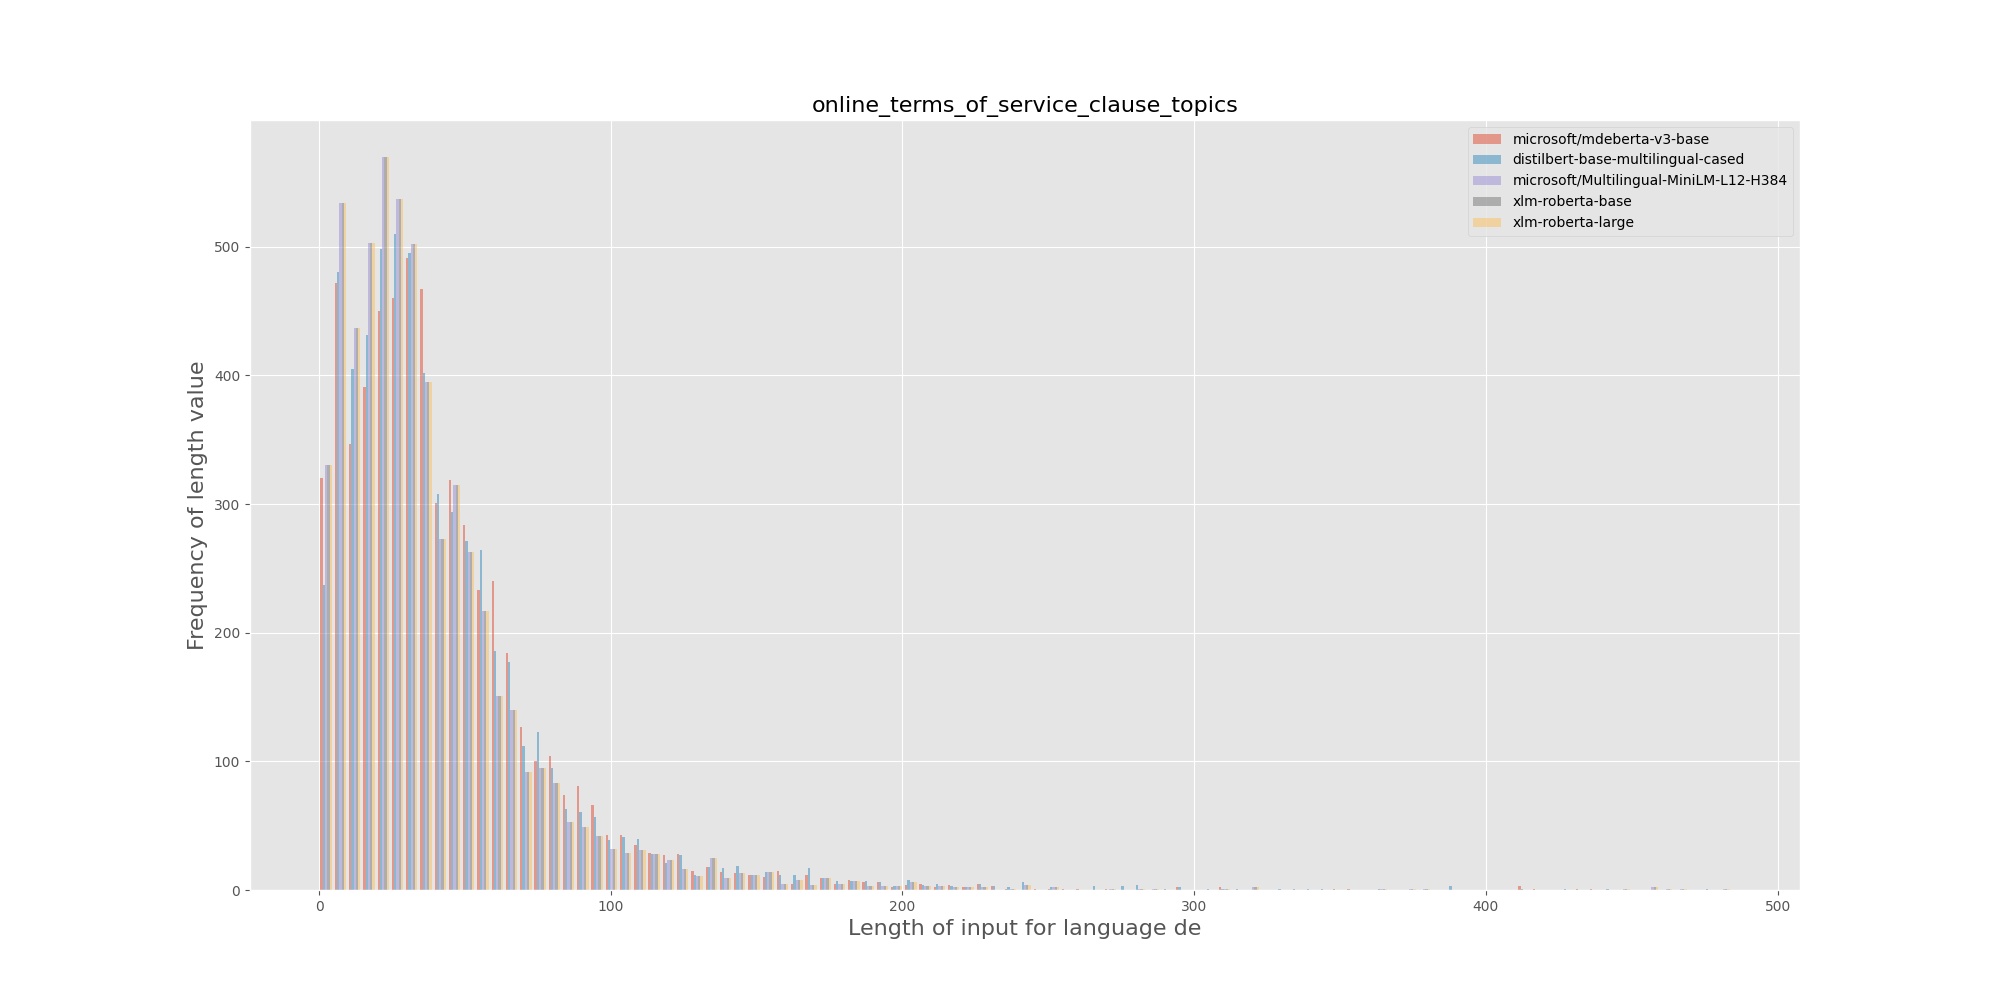 online_terms_of_service_clause_topics
microsoft/mdeberta-v3-base
distilbert-base-multilingual-cased
microsoft/Multilingual-MiniLM-L12-H384
xlm-roberta-base
xlm-roberta-large
Frequency of length value
500
400
300
200
100
0
0 100 200 300 400 500
Length of input for language de